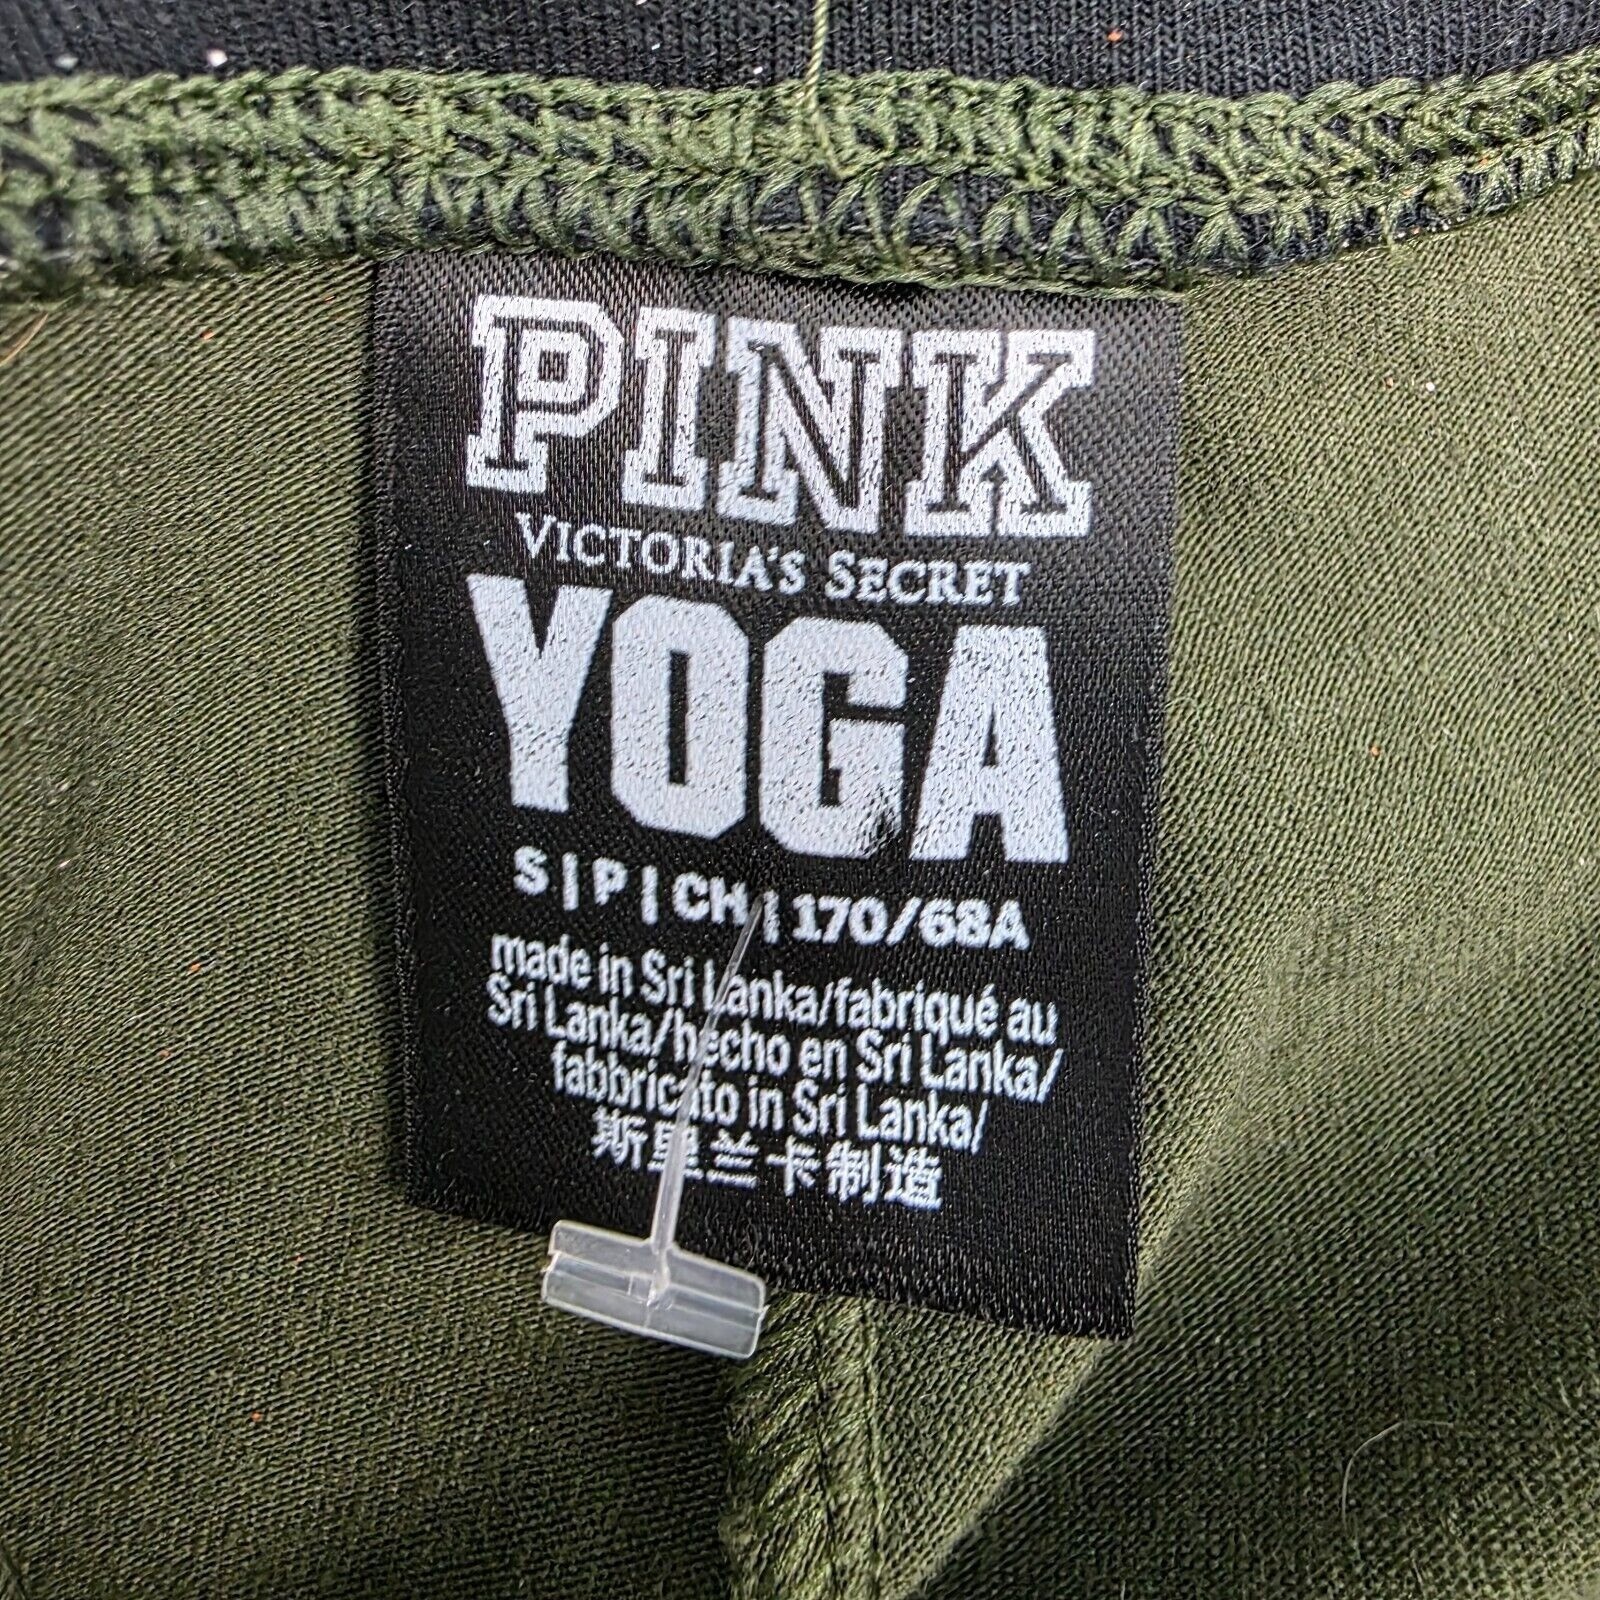 PINK
VICTORIA'S SECRET
YOGA
S | P | CH | 170/68A
made in Sri Lanka/fabriqué au
Sri Lanka/hecho en Sri Lanka/
fabbricato in Sri Lanka/
斯里兰卡制造